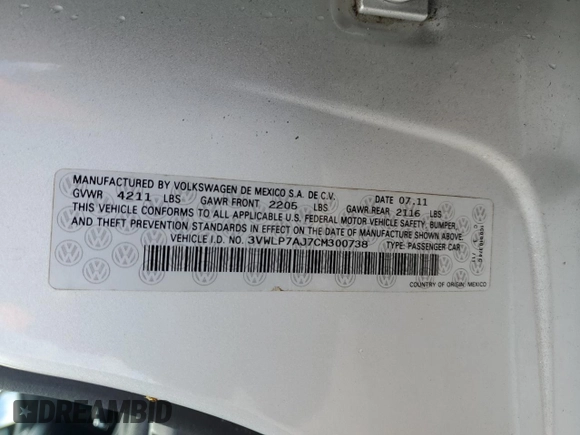 MANUFACTURED BY VOLKSWAGEN DE MEXICO S.A. DE C.V. DATE 07.11
GVWR 4211 LBS GAWR FRONT 2205 LBS GAWR.REAR 2116 LBS
THIS VEHICLE CONFORMS TO ALL APPLICABLE U.S. FEDERAL MOTOR VEHICLE SAFETY, BUMPER,
AND THEFT PREVENTION STANDARDS IN EFFECT ON THE DATE OF MANUFACTURE SHOWN ABOVE.
VEHICLE I.D. NO. 3VWLP7AJ7CM300738 TYPE: PASSENGER CAR
COUNTRY OF ORIGIN: MEXICO
DREAMBID